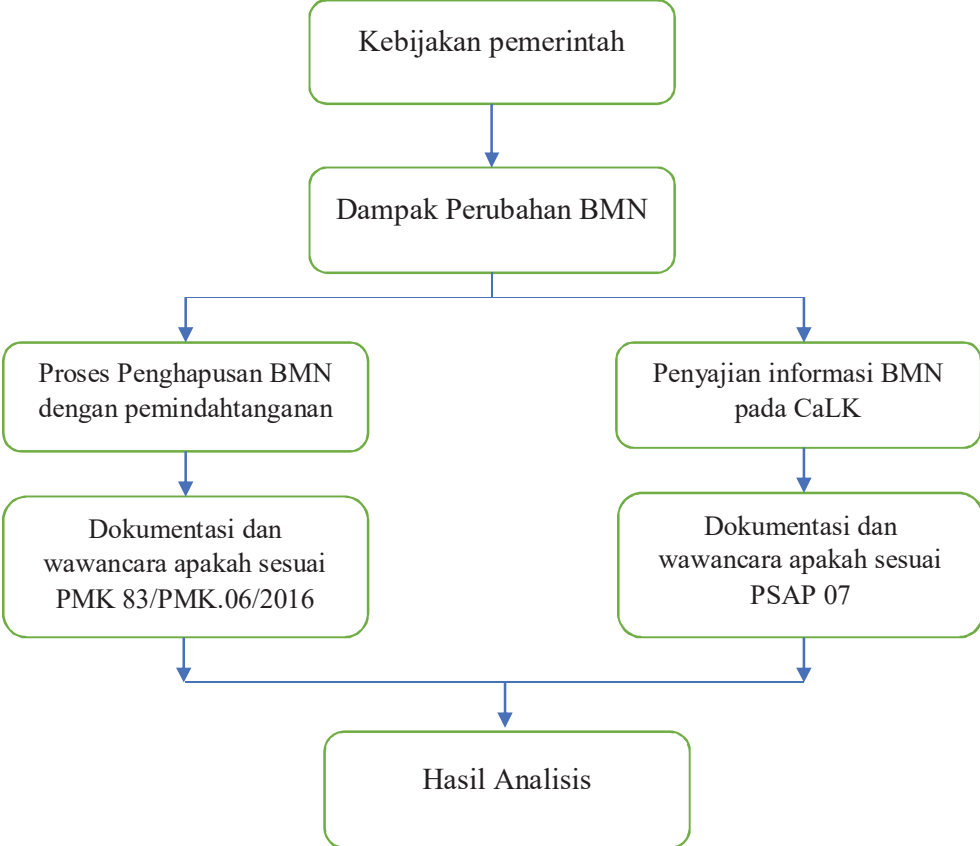 Kebijakan pemerintah
Dampak Perubahan BMN
Proses Penghapusan BMN
dengan pemindahtanganan
Penyajian informasi BMN
pada CaLK
Dokumentasi dan
wawancara apakah sesuai
PMK 83/PMK.06/2016
Dokumentasi dan
wawancara apakah sesuai
PSAP 07
Hasil Analisis